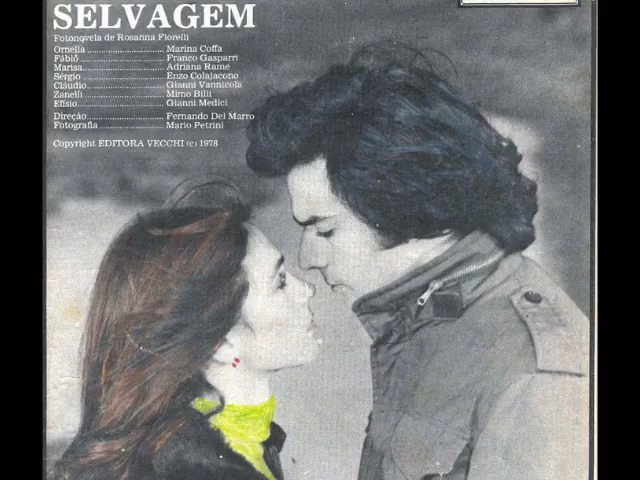 SELVAGEM
Fotonovela de Rosanna Fiorelli
Ornella ............................ Marina Coffa
Fábio ............................ Franco Gasparri
Marisa............................ Adriana Rame
Sérgio ............................ Enzo Colajacono
Cláudio ............................ Gianni Vannicola
Zanelli ............................ Mimo Billi
Efísio ............................ Gianni Medici
Direção............................ Fernando Del Marro
Fotografia ............................ Mario Petrini
Copyright EDITORA VECCHI (c) 1978